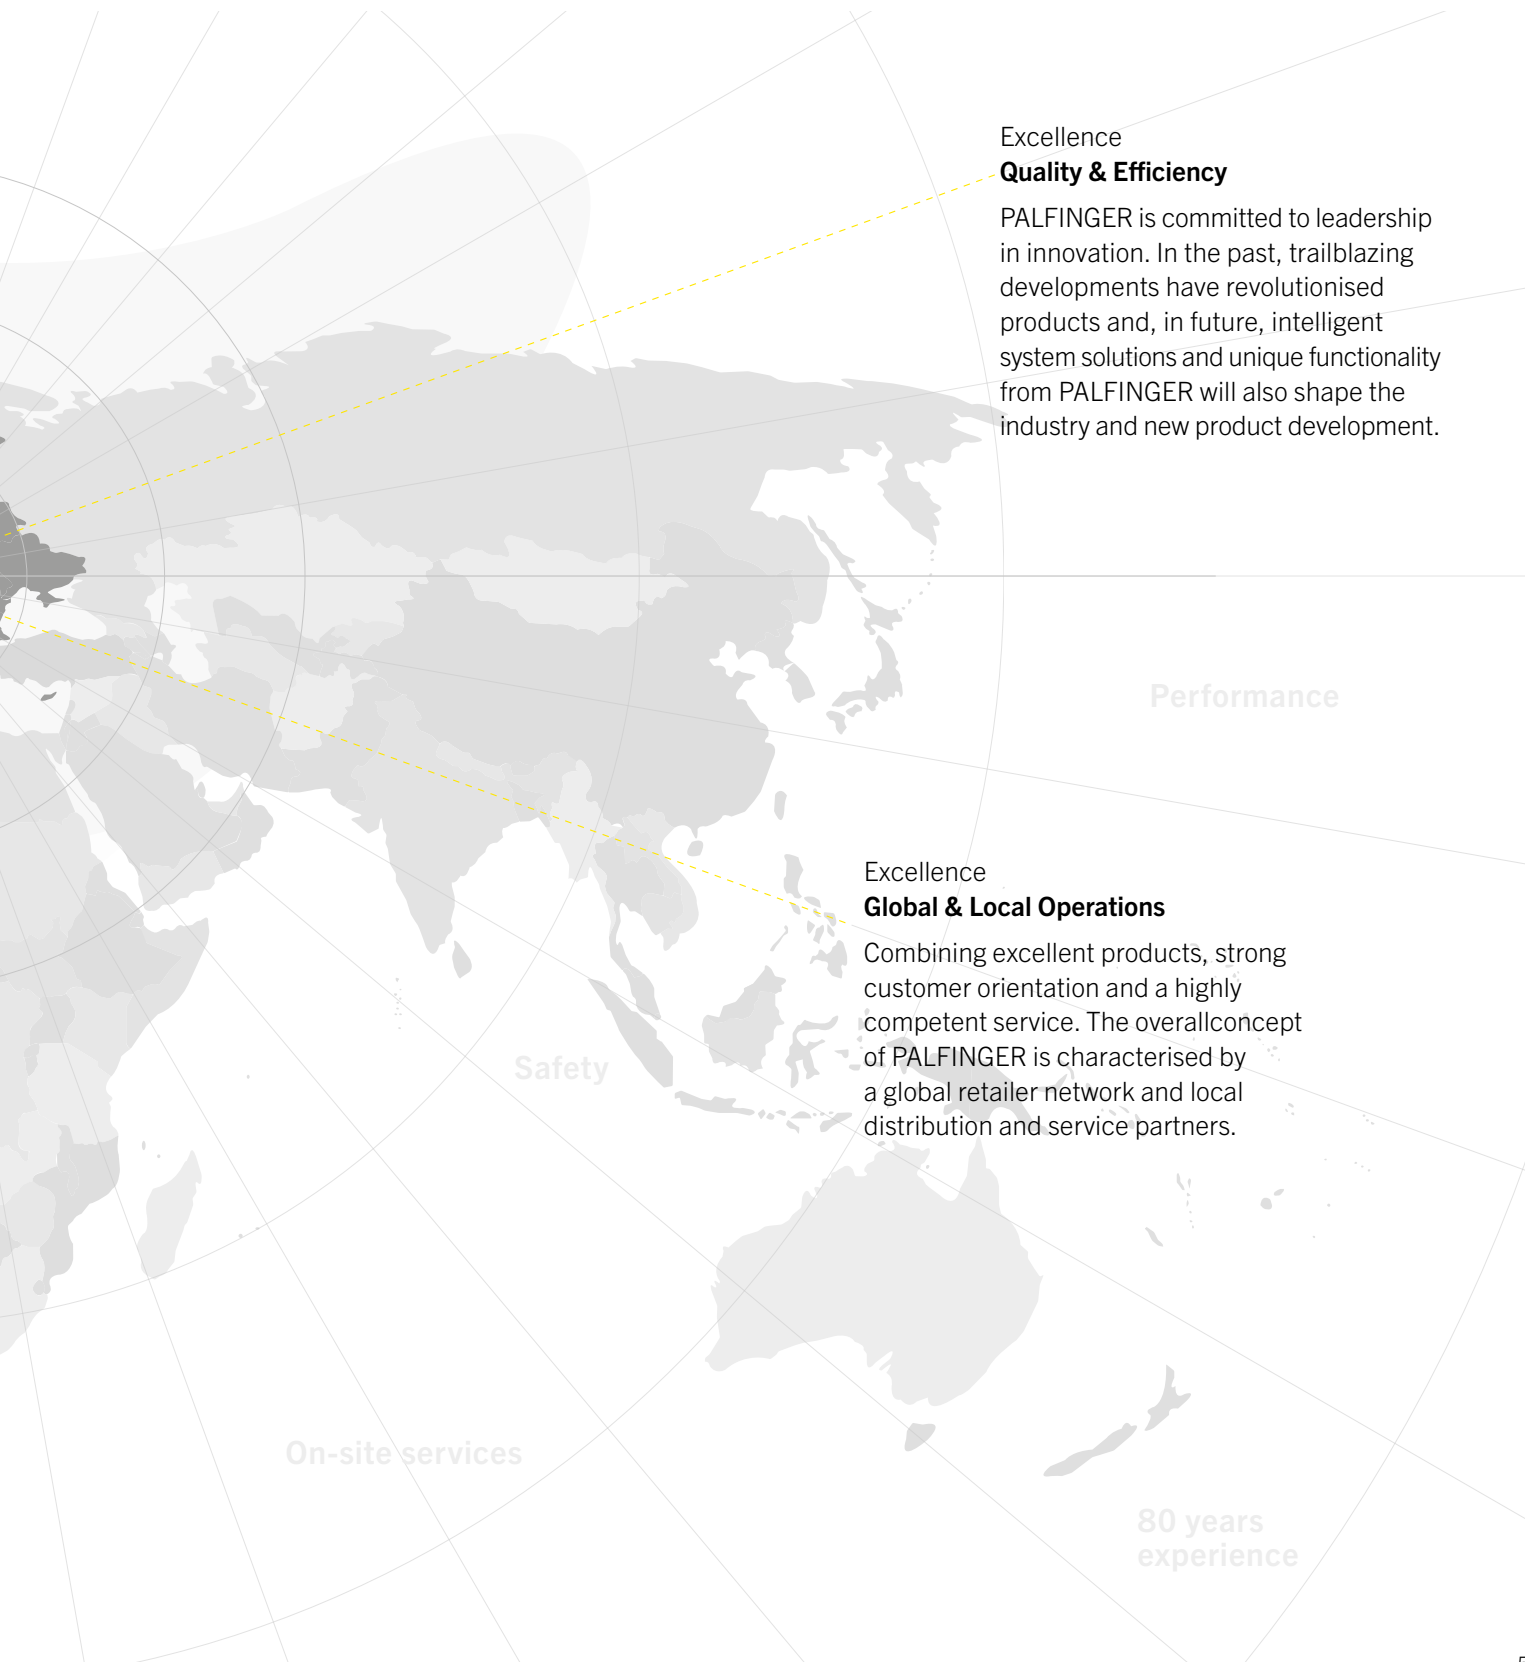 Excellence
Quality & Efficiency
PALFINGER is committed to leadership
in innovation. In the past, trailblazing
developments have revolutionised
products and, in future, intelligent
system solutions and unique functionality
from PALFINGER will also shape the
industry and new product development.
Performance
Excellence
Global & Local Operations
Combining excellent products, strong
customer orientation and a highly
competent service. The overallconcept
of PALFINGER is characterised by
a global retailer network and local
distribution and service partners.
Safety
On-site services
80 years
experience